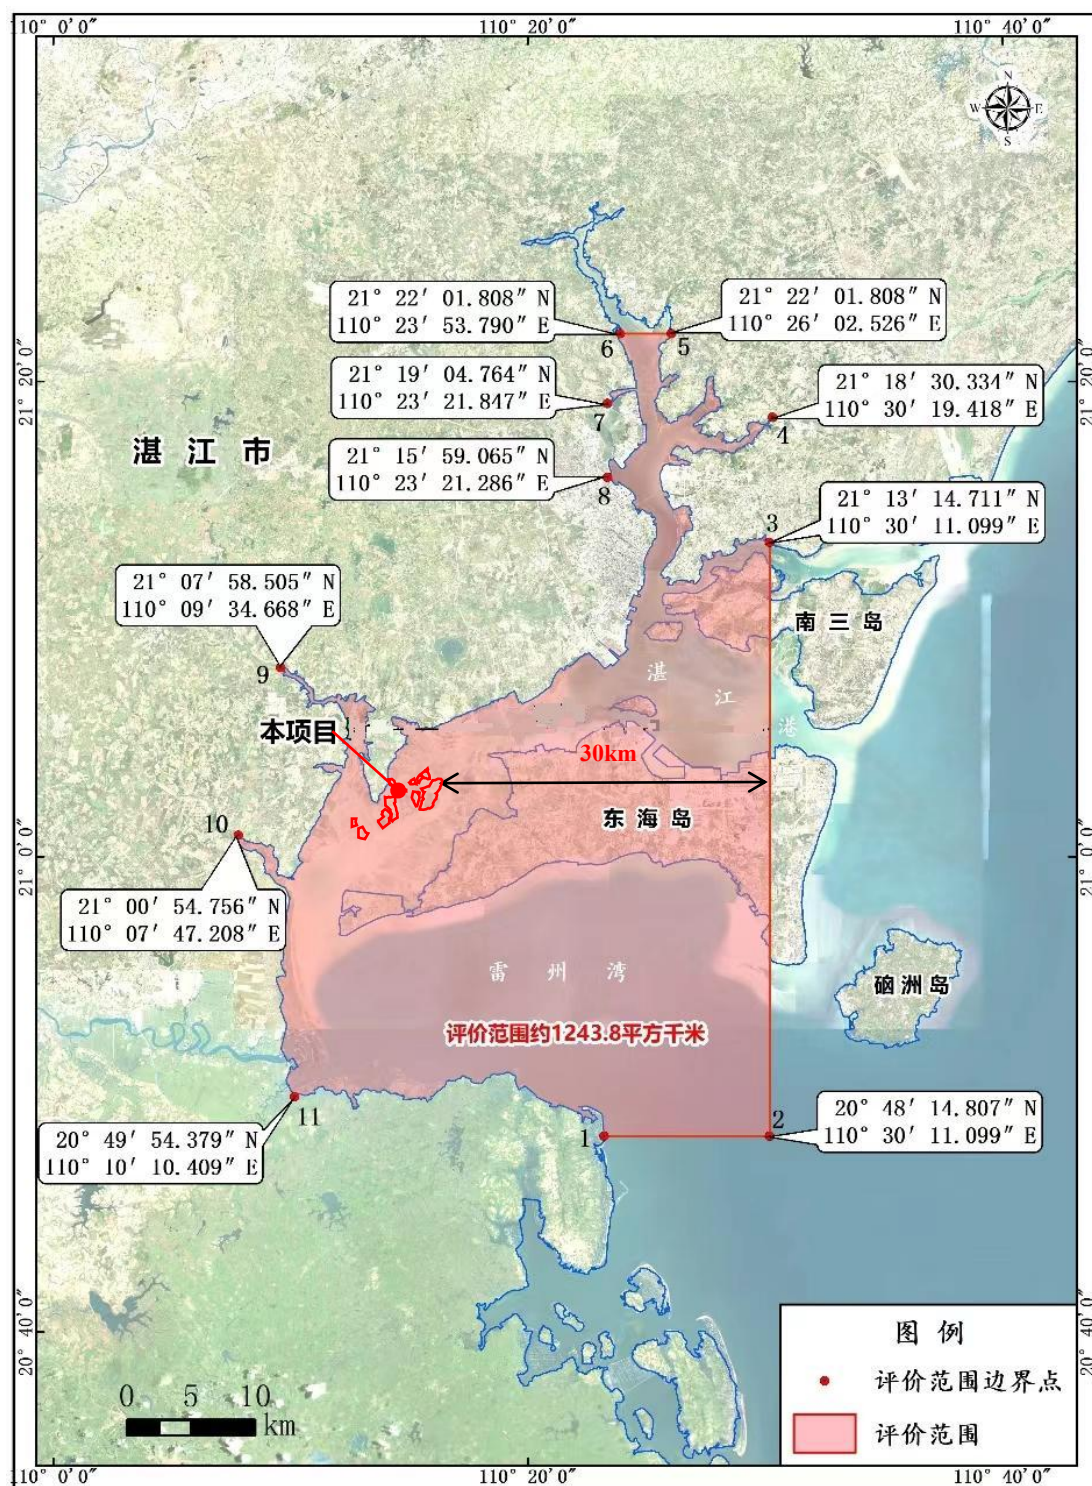 110° 0′0″
110° 20′0″
110° 40′0″
N
W
E
S
21° 22′ 01.808″ N
110° 23′ 53.790″ E
21° 22′ 01.808″ N
110° 26′ 02.526″ E
6
5
21° 20′0″
21° 20′0″
21° 19′ 04.764″ N
110° 23′ 21.847″ E
7
21° 18′ 30.334″ N
110° 30′ 19.418″ E
4
湛江市
21° 15′ 59.065″ N
110° 23′ 21.286″ E
8
21° 13′ 14.711″ N
110° 30′ 11.099″ E
3
21° 07′ 58.505″ N
110° 09′ 34.668″ E
9
南三岛
湛
江
港
本项目
30km
东海岛
10
21° 0′0″
21° 0′0″
21° 00′ 54.756″ N
110° 07′ 47.208″ E
雷州湾
硇洲岛
评价范围约1243.8平方千米
11
20° 49′ 54.379″ N
110° 10′ 10.409″ E
1
2
20° 48′ 14.807″ N
110° 30′ 11.099″ E
20° 40′0″
20° 40′0″
图例
评价范围边界点
评价范围
0 5 10
km
110° 0′0″
110° 20′0″
110° 40′0″